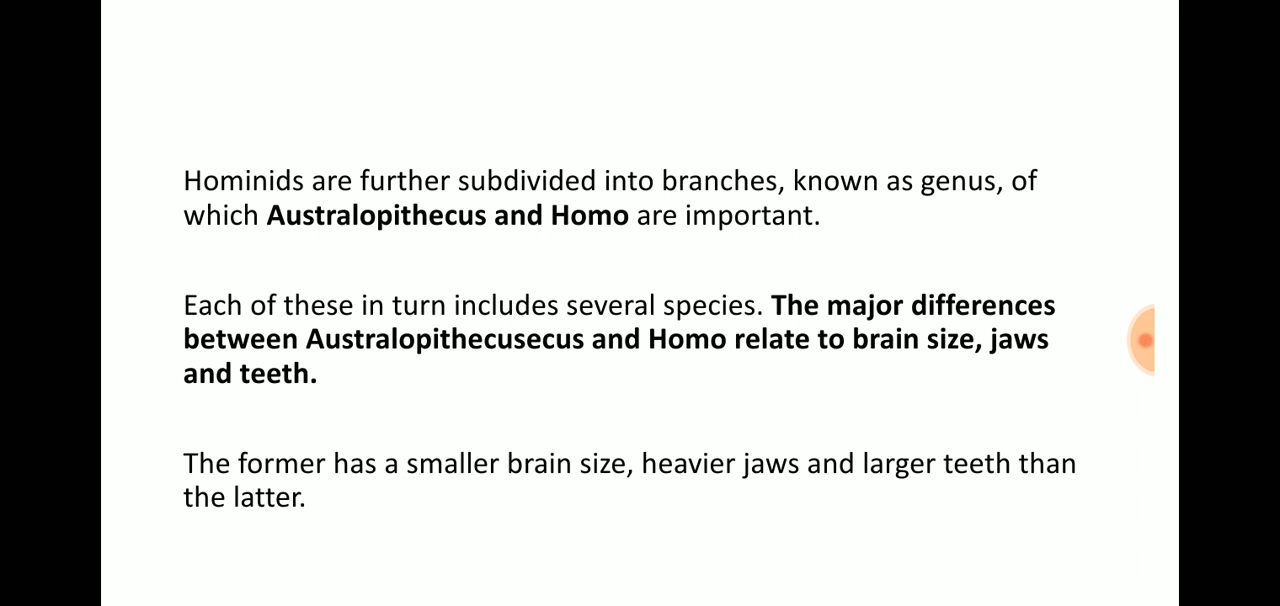 Hominids are further subdivided into branches, known as genus, of
which Australopithecus and Homo are important.
Each of these in turn includes several species. The major differences
between Australopithecusecus and Homo relate to brain size, jaws
and teeth.
The former has a smaller brain size, heavier jaws and larger teeth than
the latter.